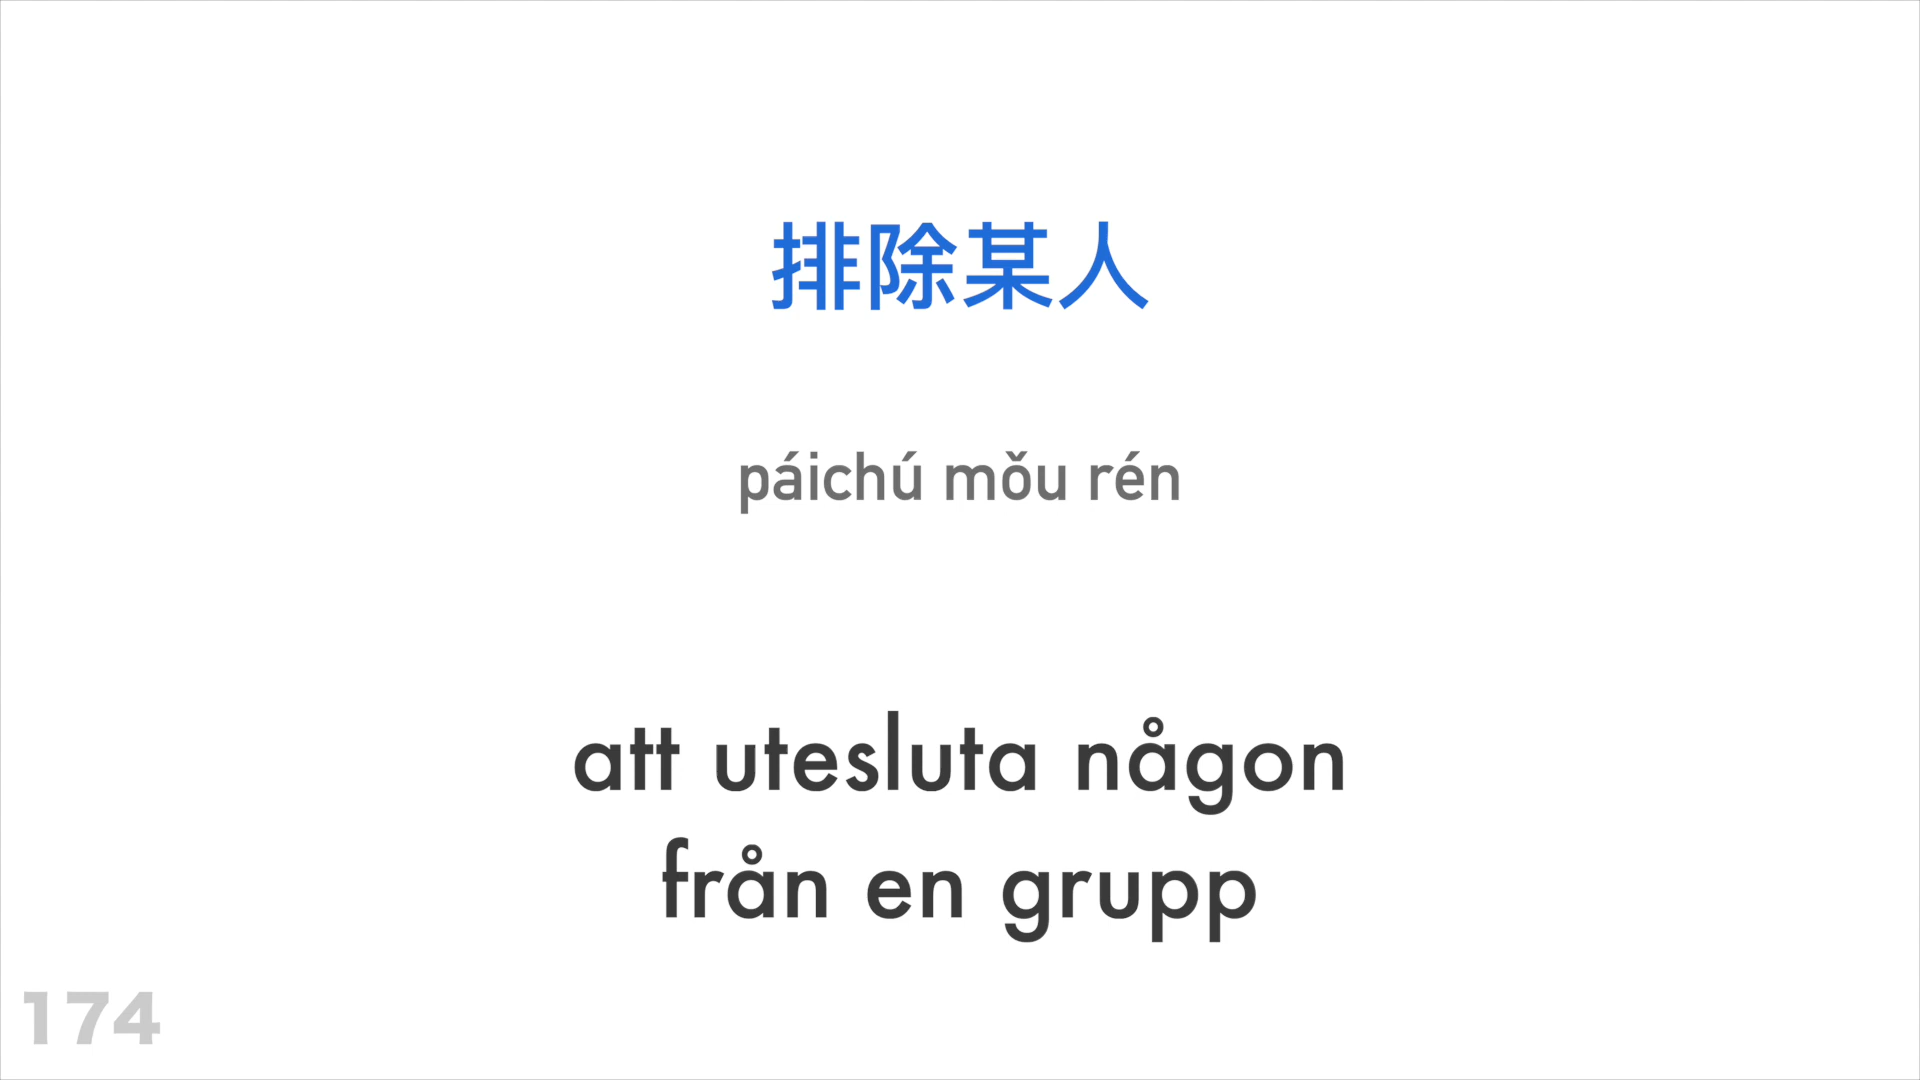 排除某人
páichú mǒu rén
att utesluta någon
från en grupp
174